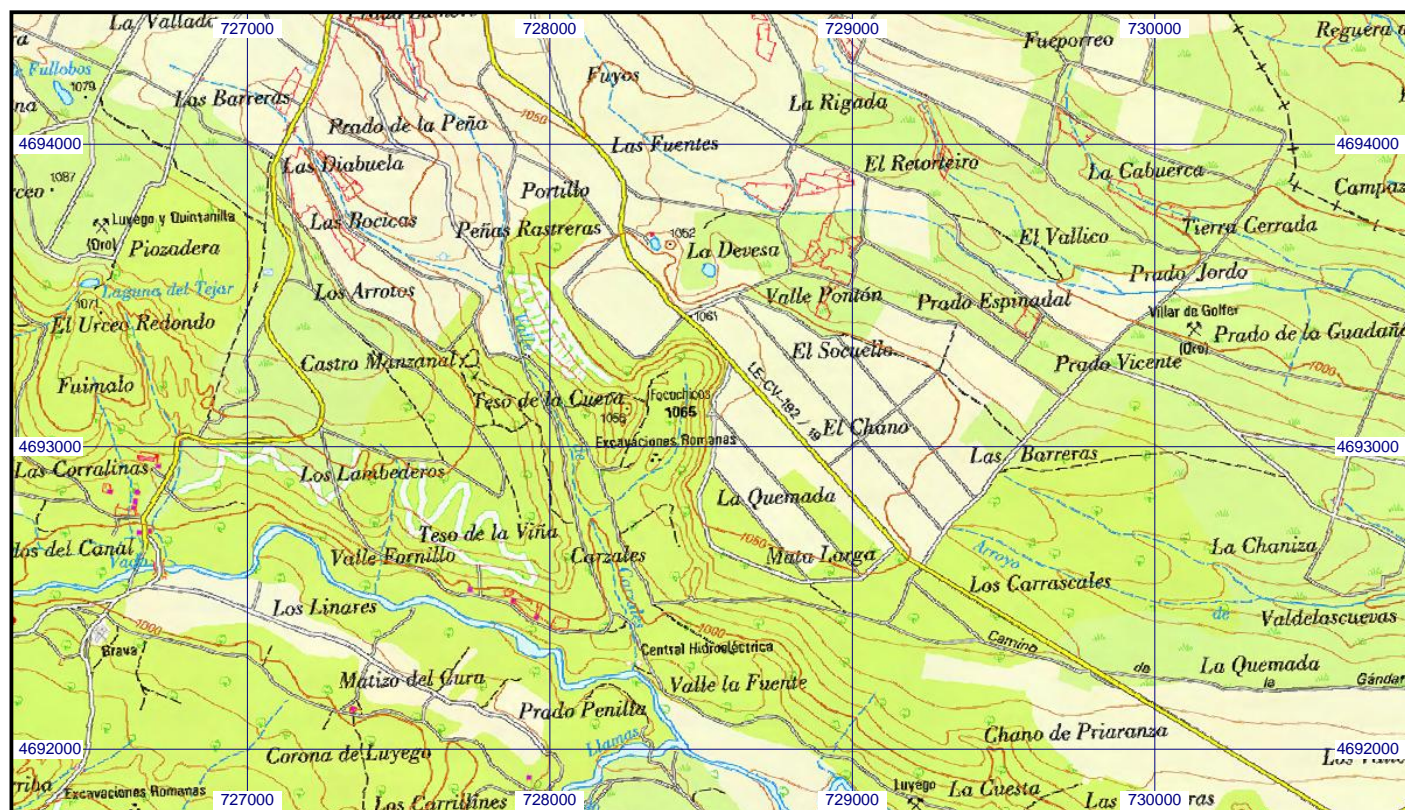 La Vallada
727000
728000
729000
730000
Reguera
Fueporreo
Fullobos
1079
Fuyos
Las Barreras
La Rigada
Prado de la Peña
1050
4694000
4694000
Las Fuentes
Las Diabuela
El Retorteiro
La Cabuerca
1087
Portillo
Luyego y Quintanilla
(Oro)
Las Bocicas
Peñas Rastreras
1052
La Devesa
El Vallico
Tierra Cerrada
Piozadera
Laguna del Tejar
1071
Los Arrotos
Valle Pontón
Prado Espinadal
Prado Jordo
El Urceo Redondo
Valle
1061
Villar de Golfer
(Oro)
Prado de la Guadaña
Castro Manzanal
El Socuello
Prado Vicente
1000
Fuimalo
LE-CV-192 / 19
Teso de la Cueva
1056
Focochicos
1065
El Chano
4693000
4693000
Excavaciones Romanas
de
Las Barreras
Las Corralinas
Los Lambederos
La Quemada
Teso de la Viña
1050
dos del Canal
Valle Fornillo
Carzales
Mata Larga
Arroyo
La Chaniza
Los Carrascales
Los Linares
de
Valdelascuevas
1000
1000
Brava
Central Hidroeléctrica
Camino
de
la
Gándar
La Quemada
Matizo del Cura
Valle la Fuente
Prado Penilla
4692000
4692000
Corona de Luyego
Llamas
Chano de Priaranza
Excavaciones Romanas
Los Carrillines
Luyego
La Cuesta
727000
728000
729000
Las
730000
ras